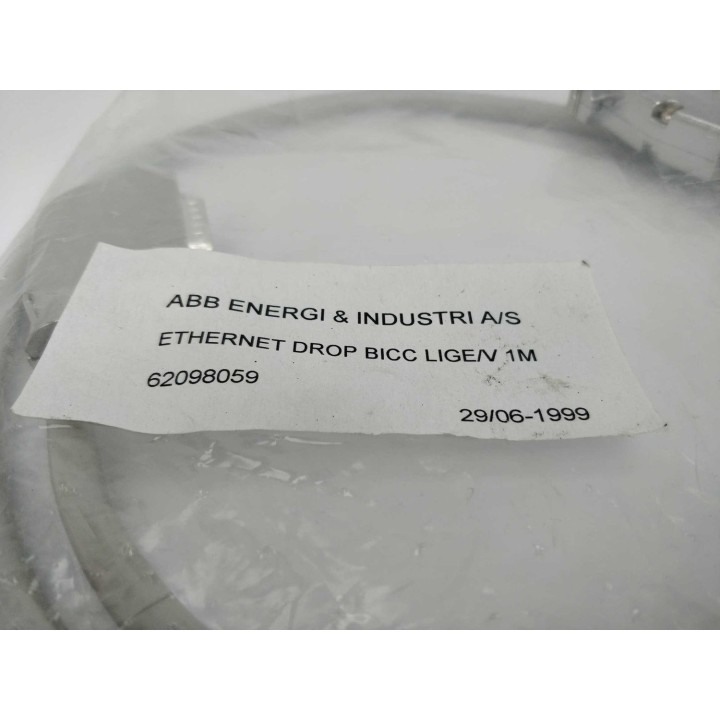 ABB ENERGI & INDUSTRI A/S
ETHERNET DROP BICC LIGE/V 1M
62098059
29/06-1999